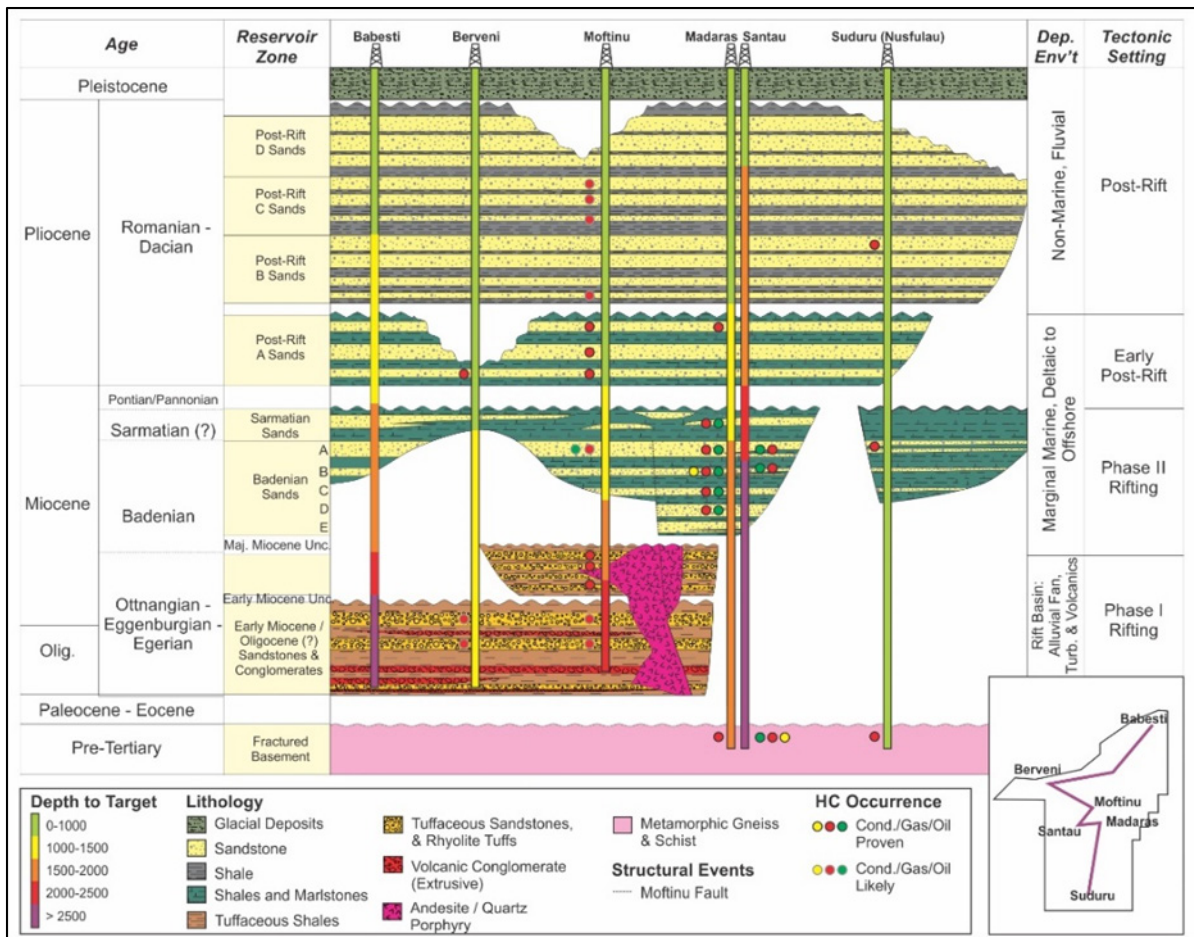 Age
Reservoir
Zone
Babesti
Berveni
Moftinu
Madaras Santau
Suduru (Nusfulau)
Dep.
Env't
Tectonic
Setting
Pleistocene
Pliocene
Romanian -
Dacian
Post-Rift
D Sands
Post-Rift
C Sands
Post-Rift
B Sands
Post-Rift
A Sands
Non-Marine, Fluvial
Post-Rift
Early
Post-Rift
Miocene
Pontian/Pannonian
Sarmatian (?)
Sarmatian
Sands
Badenian
Badenian
Sands
A
B
C
D
E
Marginal Marine, Deltaic to
Offshore
Phase II
Rifting
Maj. Miocene Unc.
Ottnangian -
Eggenburgian -
Egerian
Early Miocene Unc.
Early Miocene /
Oligocene (?)
Sandstones &
Conglomerates
Olig.
Rift Basin:
Alluvial Fan,
Turb. & Volcanics
Phase I
Rifting
Paleocene - Eocene
Pre-Tertiary
Fractured
Basement
Depth to Target
0-1000
1000-1500
1500-2000
2000-2500
> 2500
Lithology
Glacial Deposits
Sandstone
Shale
Shales and Marlstones
Tuffaceous Shales
Tuffaceous Sandstones,
& Rhyolite Tuffs
Volcanic Conglomerate
(Extrusive)
Andesite / Quartz
Porphyry
Metamorphic Gneiss
& Schist
Structural Events
Moftinu Fault
HC Occurrence
Cond./Gas/Oil
Proven
Cond./Gas/Oil
Likely
Babesti
Berveni
Moftinu
Santau
Madaras
Suduru